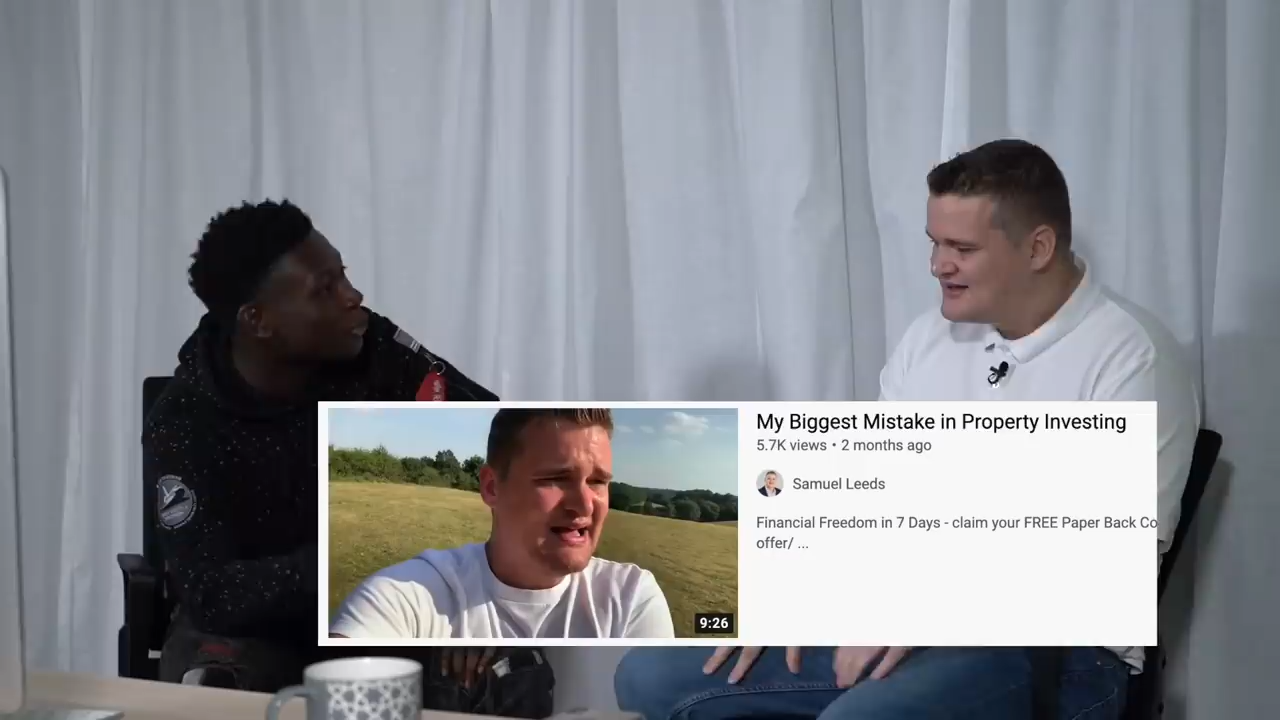 My Biggest Mistake in Property Investing
5.7K views • 2 months ago
Samuel Leeds
Financial Freedom in 7 Days - claim your FREE Paper Back Co
offer/ ...
9:26